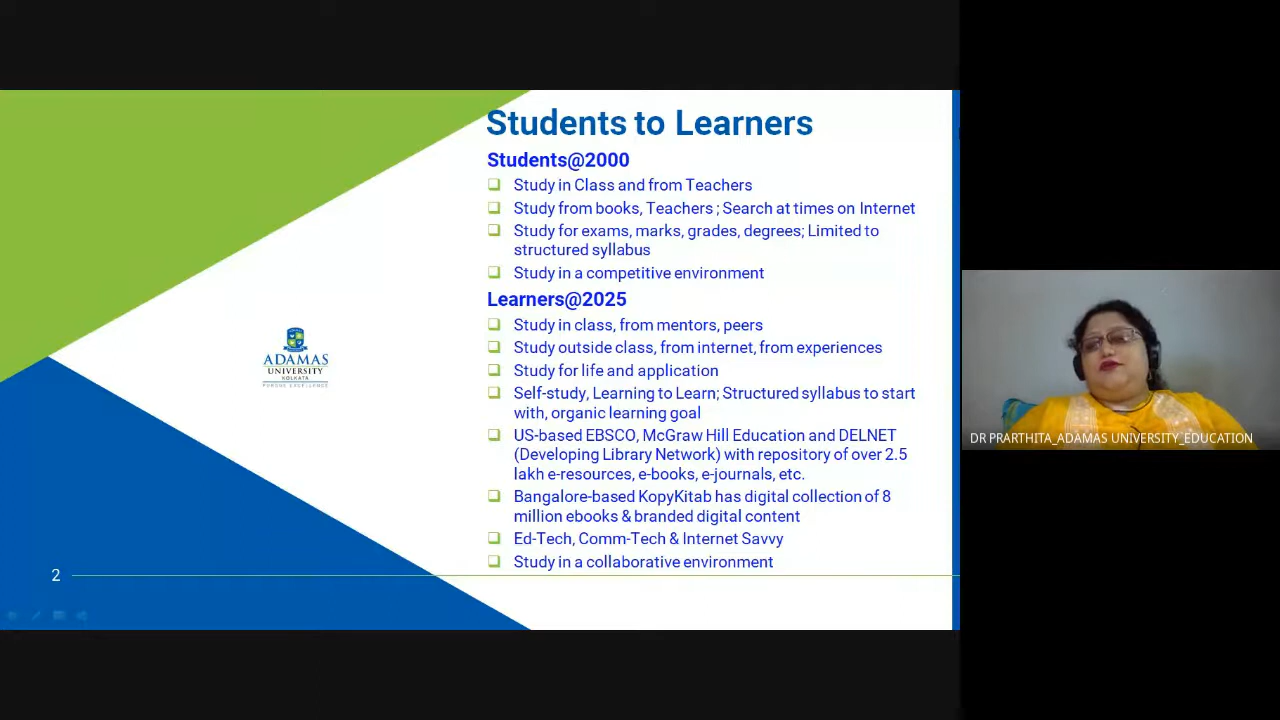 Students to Learners
Students@2000
Study in Class and from Teachers
Study from books, Teachers ; Search at times on Internet
Study for exams, marks, grades, degrees; Limited to
structured syllabus
Study in a competitive environment
Learners@2025
Study in class, from mentors, peers
Study outside class, from internet, from experiences
Study for life and application
Self-study, Learning to Learn; Structured syllabus to start
with, organic learning goal
US-based EBSCO, McGraw Hill Education and DELNET
(Developing Library Network) with repository of over 2.5
lakh e-resources, e-books, e-journals, etc.
Bangalore-based KopyKitab has digital collection of 8
million ebooks & branded digital content
Ed-Tech, Comm-Tech & Internet Savvy
Study in a collaborative environment
ADAMAS
UNIVERSITY
KOLKATA
PURSUE EXCELLENCE
2
DR PRARTHITA_ADAMAS UNIVERSITY_EDUCATION